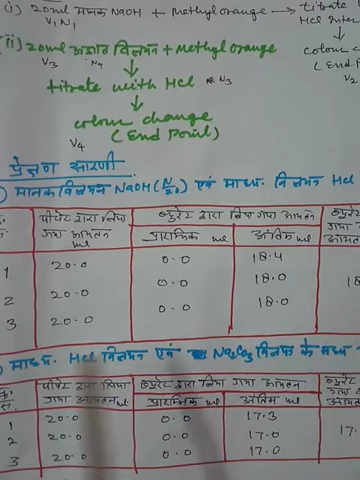 (i) 20ml मानक NaOH + Methyl orange → titrate
V₁N₁
HCl
colour
(End P
(ii) 20ml अज्ञात विलयन + Methyl orange
V₃ N₄
titrate with HCl N₃
colour change
V₄ (End Point)
प्रेक्षण सारणी
मानक विलयन NaOH (N/20) एवं माध्य. विलयन HCl
पीपेट द्वारा लिया गया आयतन ml
ब्यूरेट द्वारा लिया गया आयतन
प्रारम्भिक ml अंतिम ml
1 20.0 0.0 18.4
2 20.0 0.0 18.0
3 20.0 0.0 18.0
माध्य. HCl विलयन एवं Na₂CO₃ विलयन के मध्य
पीपेट द्वारा लिया गया आयतन ml
ब्यूरेट द्वारा लिया गया आयतन
प्रारम्भिक ml अंतिम ml
1 20.0 0.0 17.3
2 20.0 0.0 17.0
3 20.0 0.0 17.0